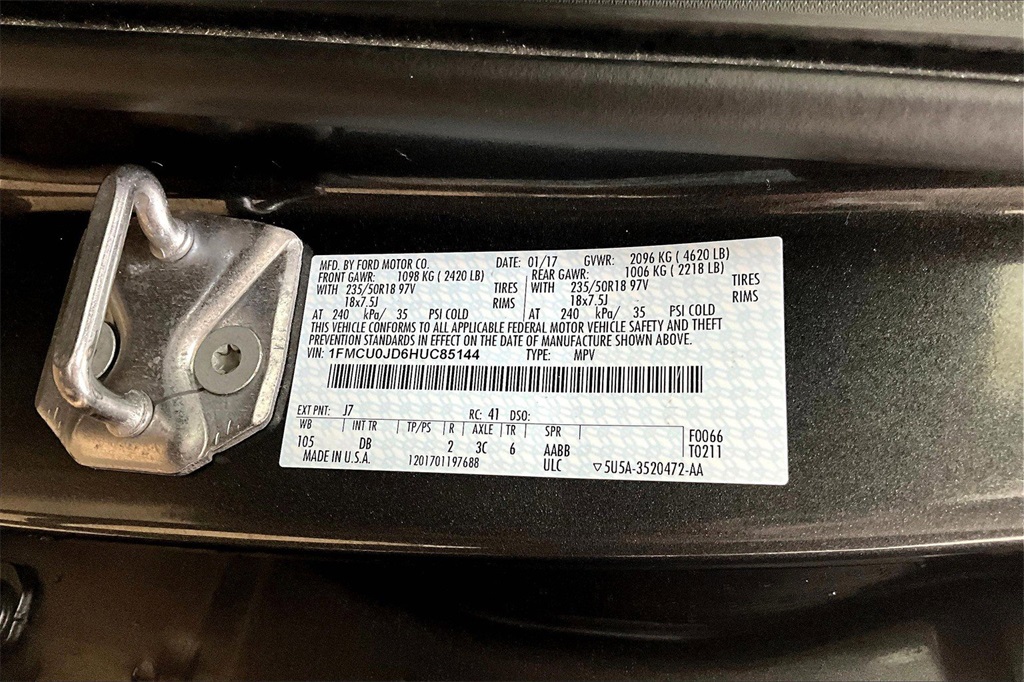 MFD. BY FORD MOTOR CO. DATE: 01/17 GVWR: 2096 KG ( 4620 LB)
FRONT GAWR: 1098 KG ( 2420 LB) REAR GAWR: 1006 KG ( 2218 LB)
WITH 235/50R18 97V TIRES WITH 235/50R18 97V TIRES
18x7.5J RIMS 18x7.5J RIMS
AT 240 kPa/ 35 PSI COLD AT 240 kPa/ 35 PSI COLD
THIS VEHICLE CONFORMS TO ALL APPLICABLE FEDERAL MOTOR VEHICLE SAFETY AND THEFT
PREVENTION STANDARDS IN EFFECT ON THE DATE OF MANUFACTURE SHOWN ABOVE.
VIN: 1FMCU0JD6HUC85144 TYPE: MPV
EXT PNT: J7 RC: 41 DSO:
WB INT TR TP/PS R AXLE TR SPR F0066
105 DB 2 3C 6 AABB T0211
MADE IN U.S.A. 1201701197688 ULC ▽5U5A-3520472-AA